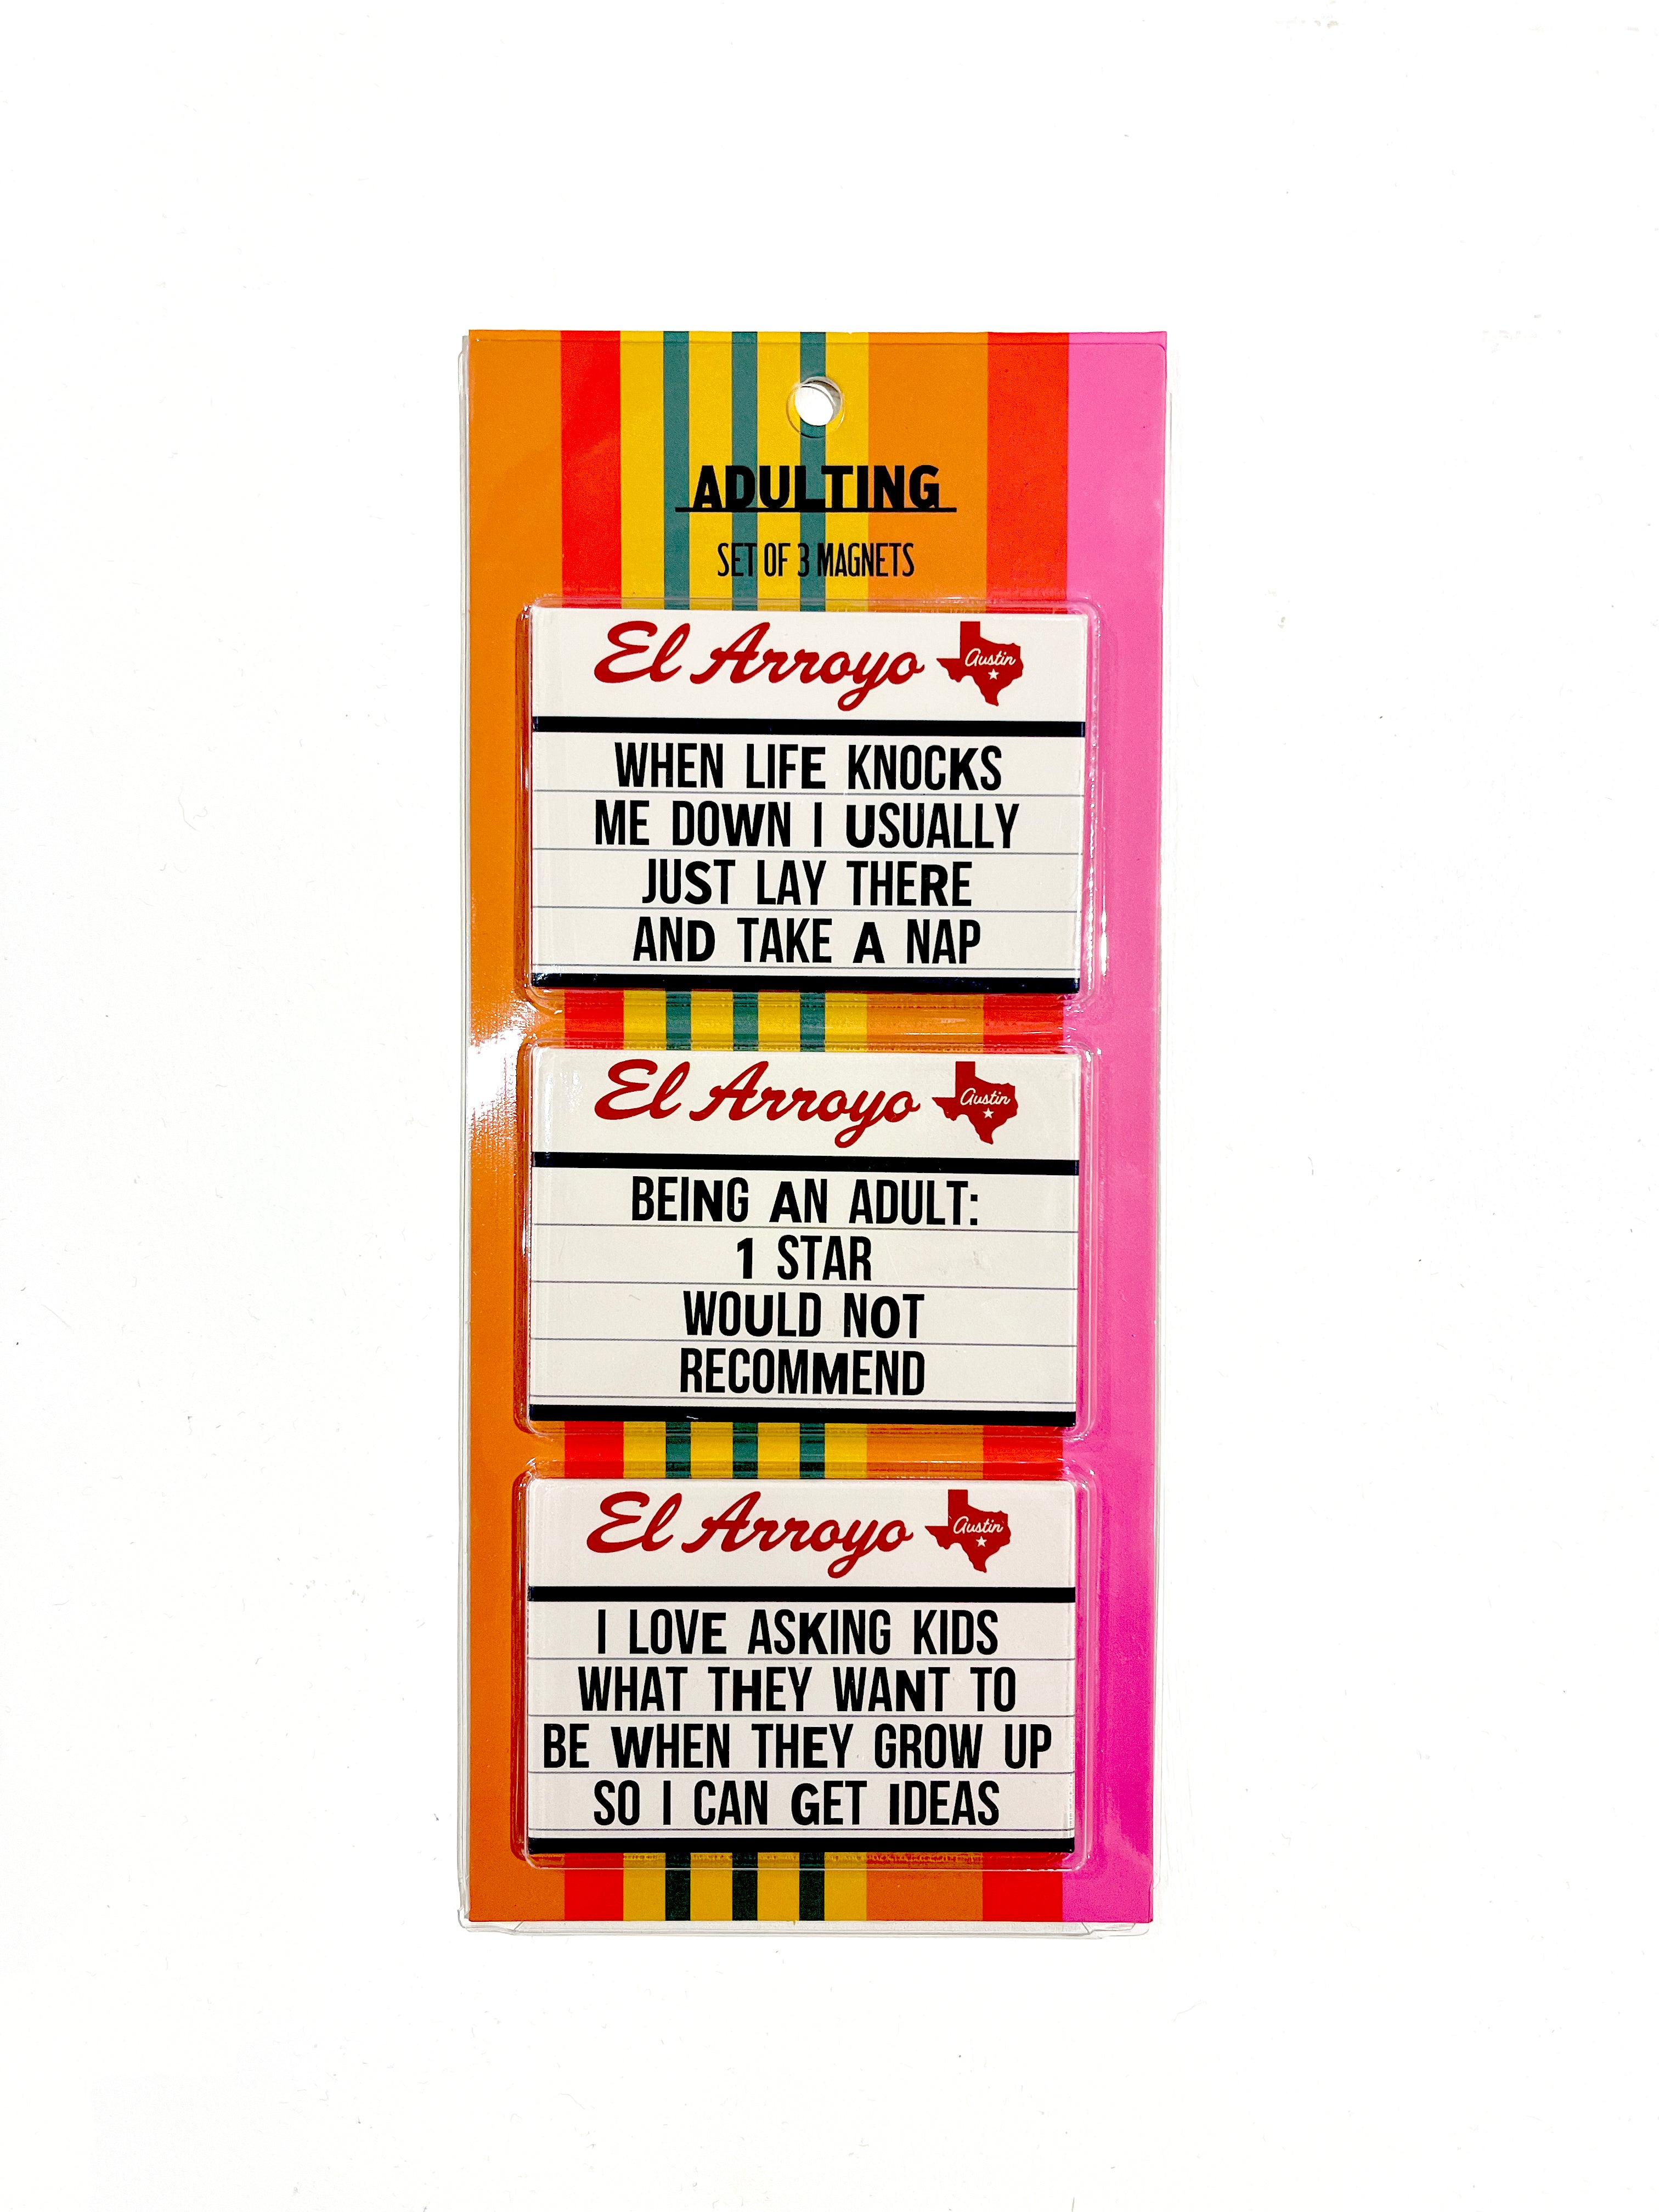 ADULTING
SET OF 3 MAGNETS
El Arroyo Austin
WHEN LIFE KNOCKS
ME DOWN I USUALLY
JUST LAY THERE
AND TAKE A NAP
El Arroyo Austin
BEING AN ADULT:
1 STAR
WOULD NOT
RECOMMEND
El Arroyo Austin
I LOVE ASKING KIDS
WHAT THEY WANT TO
BE WHEN THEY GROW UP
SO I CAN GET IDEAS